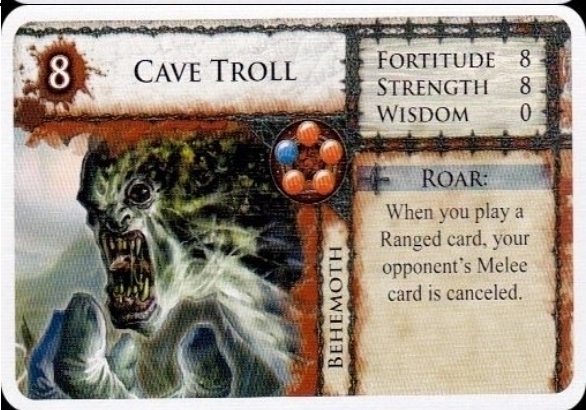 8
CAVE TROLL
FORTITUDE 8
STRENGTH 8
WISDOM 0
ROAR:
When you play a
Ranged card, your
opponent's Melee
card is canceled.
BEHEMOTH